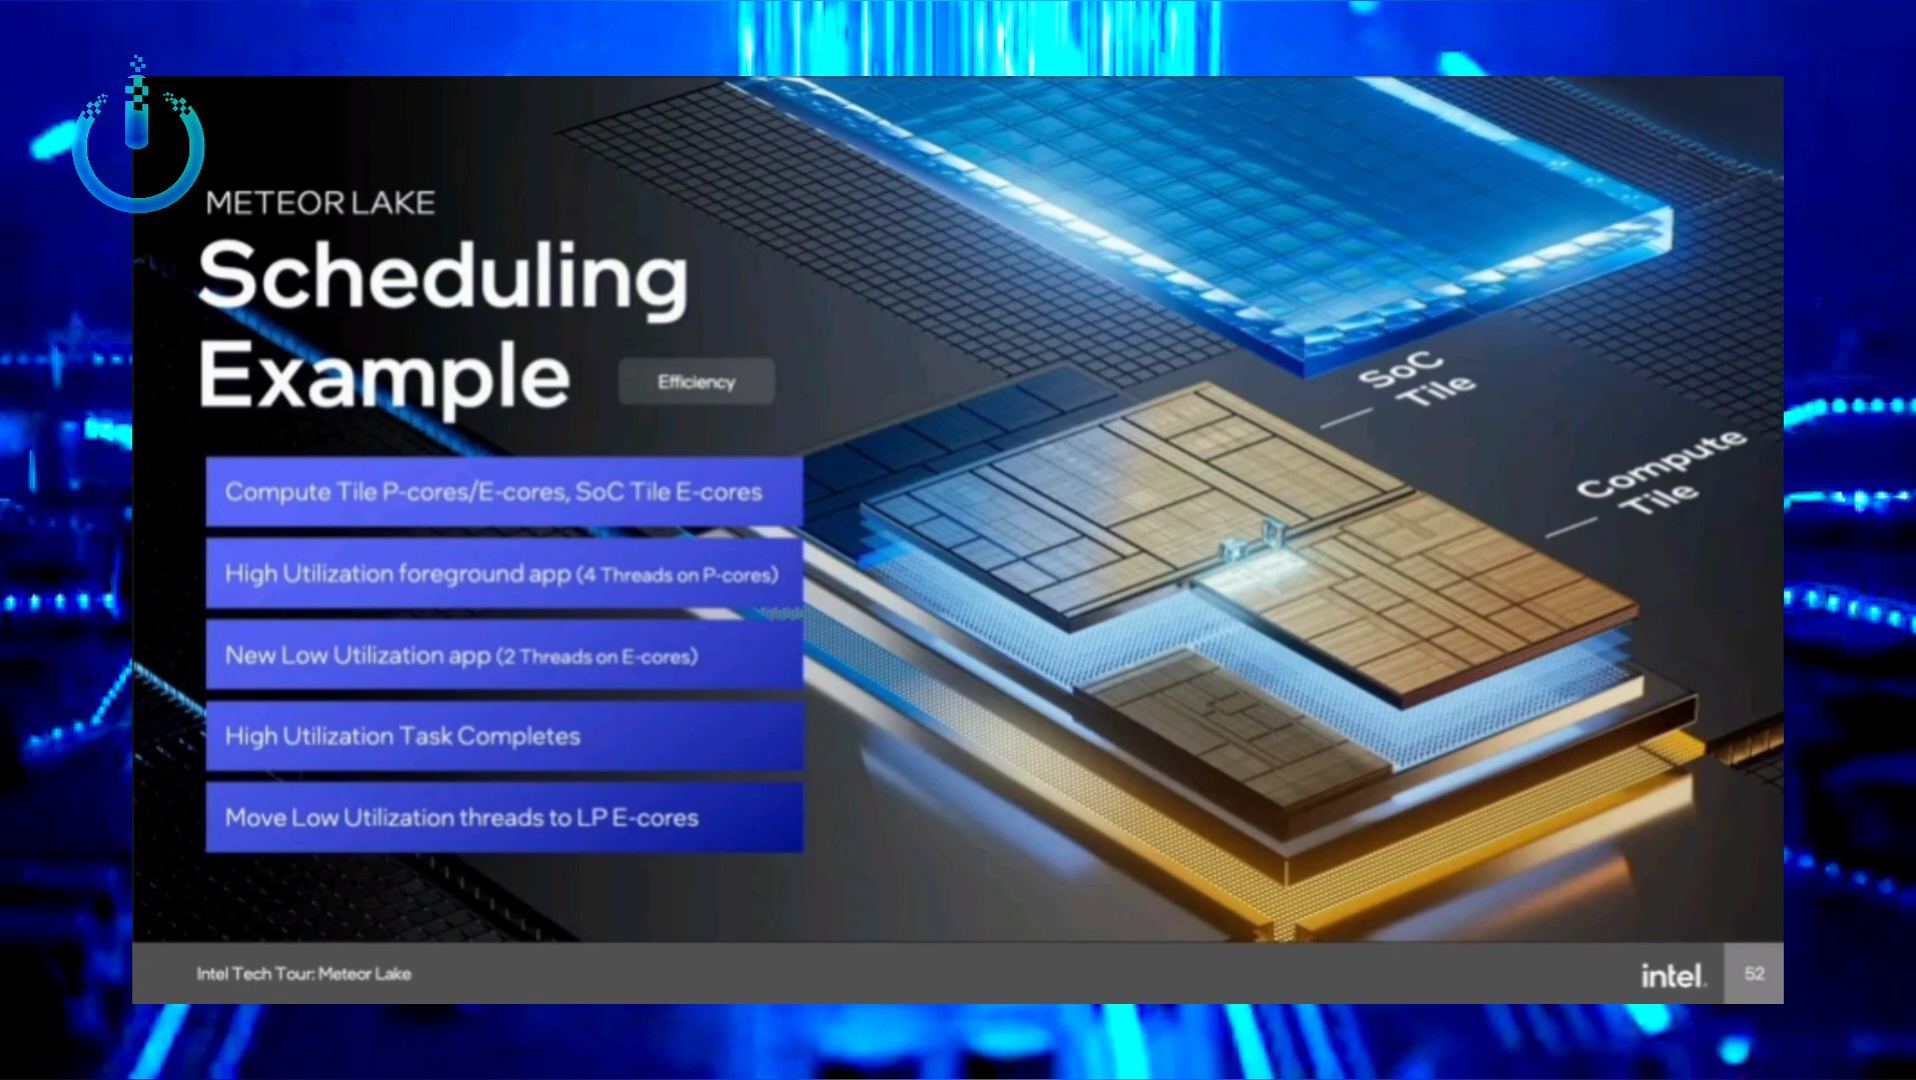 METEOR LAKE
Scheduling
Example
Efficiency
Compute Tile P-cores/E-cores, SoC Tile E-cores
High Utilization foreground app (4 Threads on P-cores)
New Low Utilization app (2 Threads on E-cores)
High Utilization Task Completes
Move Low Utilization threads to LP E-cores
SoC
Tile
Compute
Tile
Intel Tech Tour: Meteor Lake
intel.
52